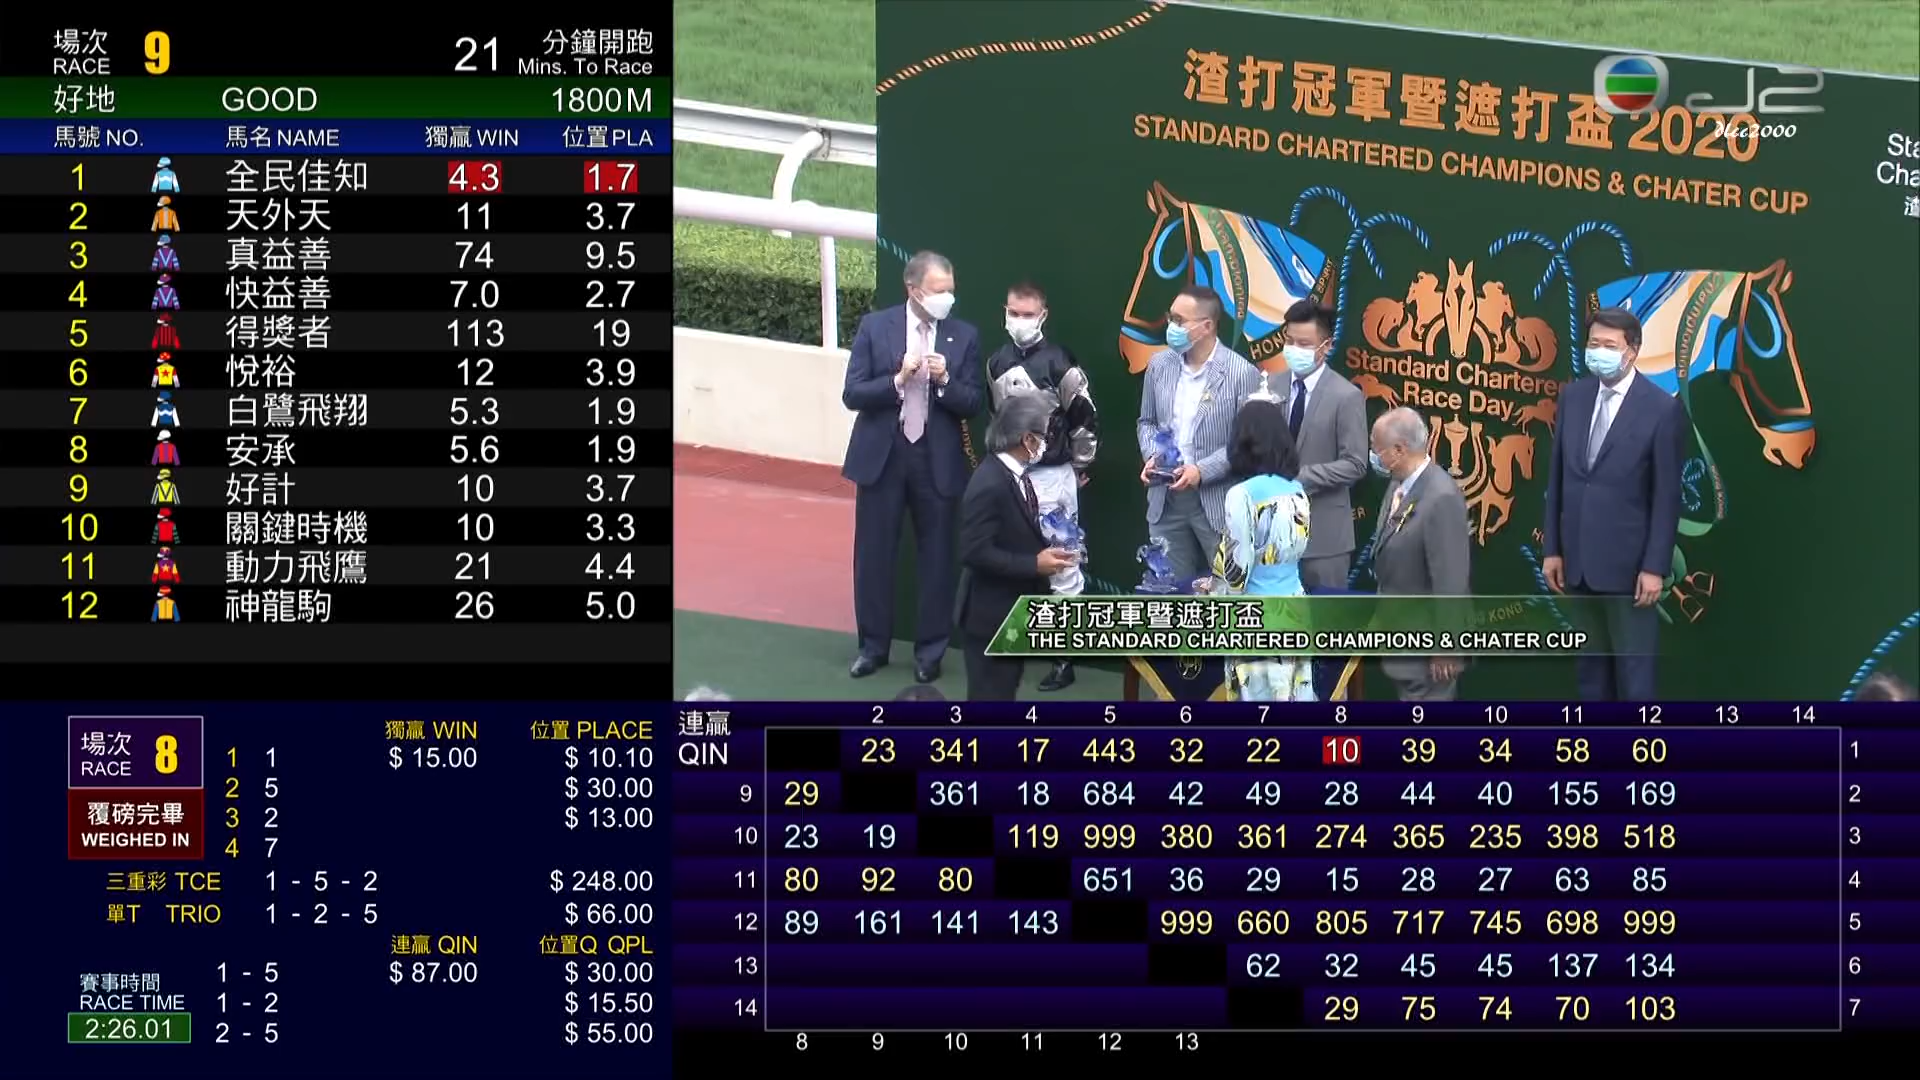 場次 RACE 9 21 分鐘開跑 Mins. To Race
好地 GOOD 1800M
馬號 NO. 馬名 NAME 獨贏 WIN 位置 PLA
1 全民佳知 4.3 1.7
2 天外天 11 3.7
3 真益善 74 9.5
4 快益善 7.0 2.7
5 得獎者 113 19
6 悅裕 12 3.9
7 白鷺飛翔 5.3 1.9
8 安承 5.6 1.9
9 好計 10 3.7
10 關鍵時機 10 3.3
11 動力飛鷹 21 4.4
12 神龍駒 26 5.0
渣打冠軍暨遮打盃 2020
STANDARD CHARTERED CHAMPIONS & CHATER CUP
J2
dlcc2000
Standard Chartered
Race Day
渣打冠軍暨遮打盃
THE STANDARD CHARTERED CHAMPIONS & CHATER CUP
場次 RACE 8
覆磅完畢
WEIGHED IN
獨贏 WIN 位置 PLACE
1 1 $ 15.00 $ 10.10
2 5 $ 30.00
3 2 $ 13.00
4 7
三重彩 TCE 1 - 5 - 2 $ 248.00
單T TRIO 1 - 2 - 5 $ 66.00
連贏 QIN 位置Q QPL
1 - 5 $ 87.00 $ 30.00
1 - 2 $ 15.50
2 - 5 $ 55.00
賽事時間
RACE TIME
2:26.01
連贏 QIN
2 3 4 5 6 7 8 9 10 11 12 13 14
23 341 17 443 32 22 10 39 34 58 60 1
9 29 361 18 684 42 49 28 44 40 155 169 2
10 23 19 119 999 380 361 274 365 235 398 518 3
11 80 92 80 651 36 29 15 28 27 63 85 4
12 89 161 141 143 999 660 805 717 745 698 999 5
13 62 32 45 45 137 134 6
14 29 75 74 70 103 7
8 9 10 11 12 13